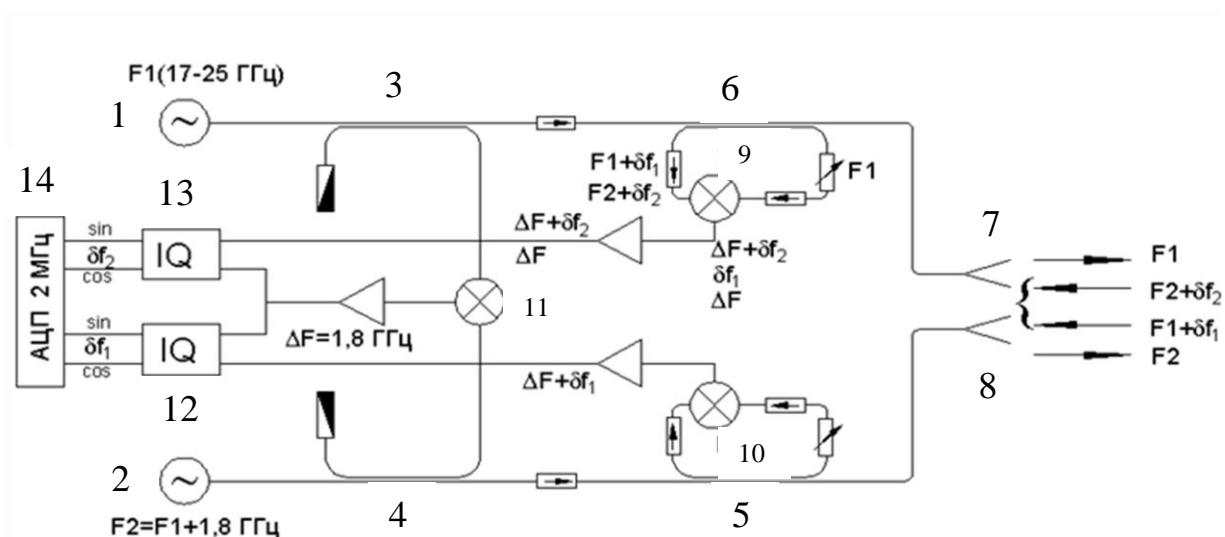 F1(17-25 ГГц)
1
3
6
14
13
9
F1+δf1
F2+δf2
F1
АЦП 2 МГц
sin
δf2
cos
IQ
ΔF+δf2
ΔF
ΔF+δf2
δf1
ΔF
7
F1
F2+δf2
F1+δf1
F2
11
ΔF=1,8 ГГц
sin
δf1
cos
IQ
ΔF+δf1
8
12
10
2
4
5
F2=F1+1,8 ГГц